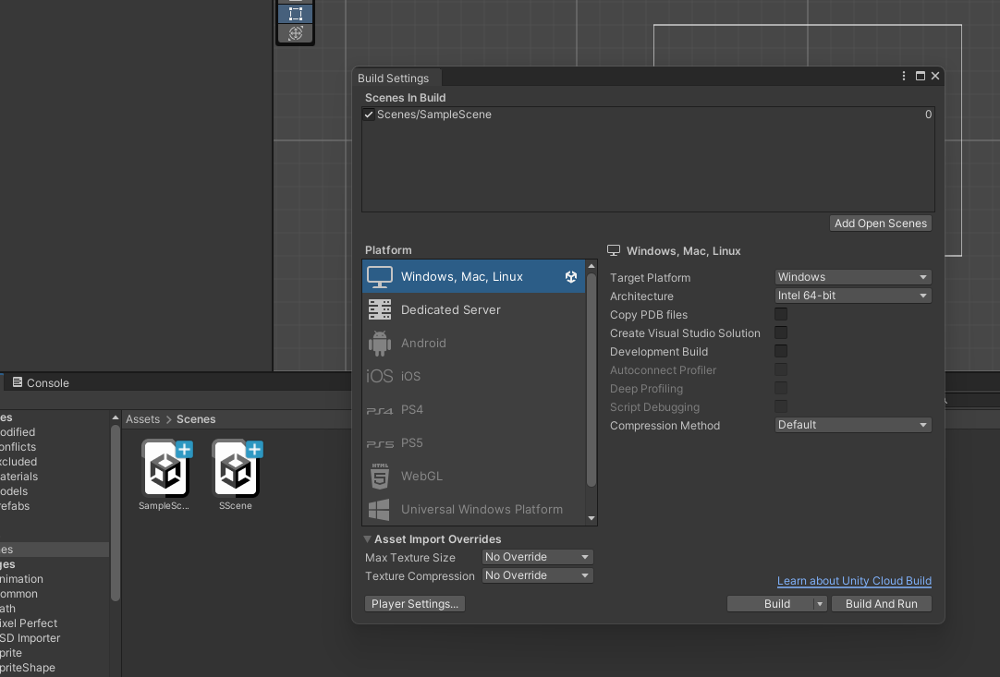 Build Settings
Scenes In Build
Scenes/SampleScene 0
Add Open Scenes
Platform
Windows, Mac, Linux
Dedicated Server
Android
iOS iOS
PS4 PS4
PS5 PS5
HTML 5 WebGL
Universal Windows Platform
Windows, Mac, Linux
Target Platform Windows
Architecture Intel 64-bit
Copy PDB files
Create Visual Studio Solution
Development Build
Autoconnect Profiler
Deep Profiling
Script Debugging
Compression Method Default
Asset Import Overrides
Max Texture Size No Override
Texture Compression No Override
Learn about Unity Cloud Build
Player Settings...
Build
Build And Run
Console
es
odified
onflicts
xcluded
aterials
odels
refabs
es
ges
nimation
ommon
ath
ixel Perfect
SD Importer
prite
priteShape
Assets > Scenes
SampleSc...
SScene